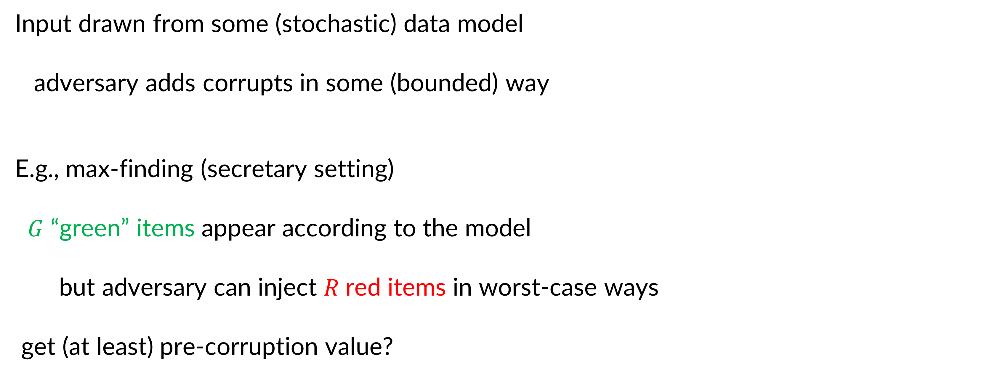 Input drawn from some (stochastic) data model
adversary adds corrupts in some (bounded) way
E.g., max-finding (secretary setting)
G “green” items appear according to the model
but adversary can inject R red items in worst-case ways
get (at least) pre-corruption value?